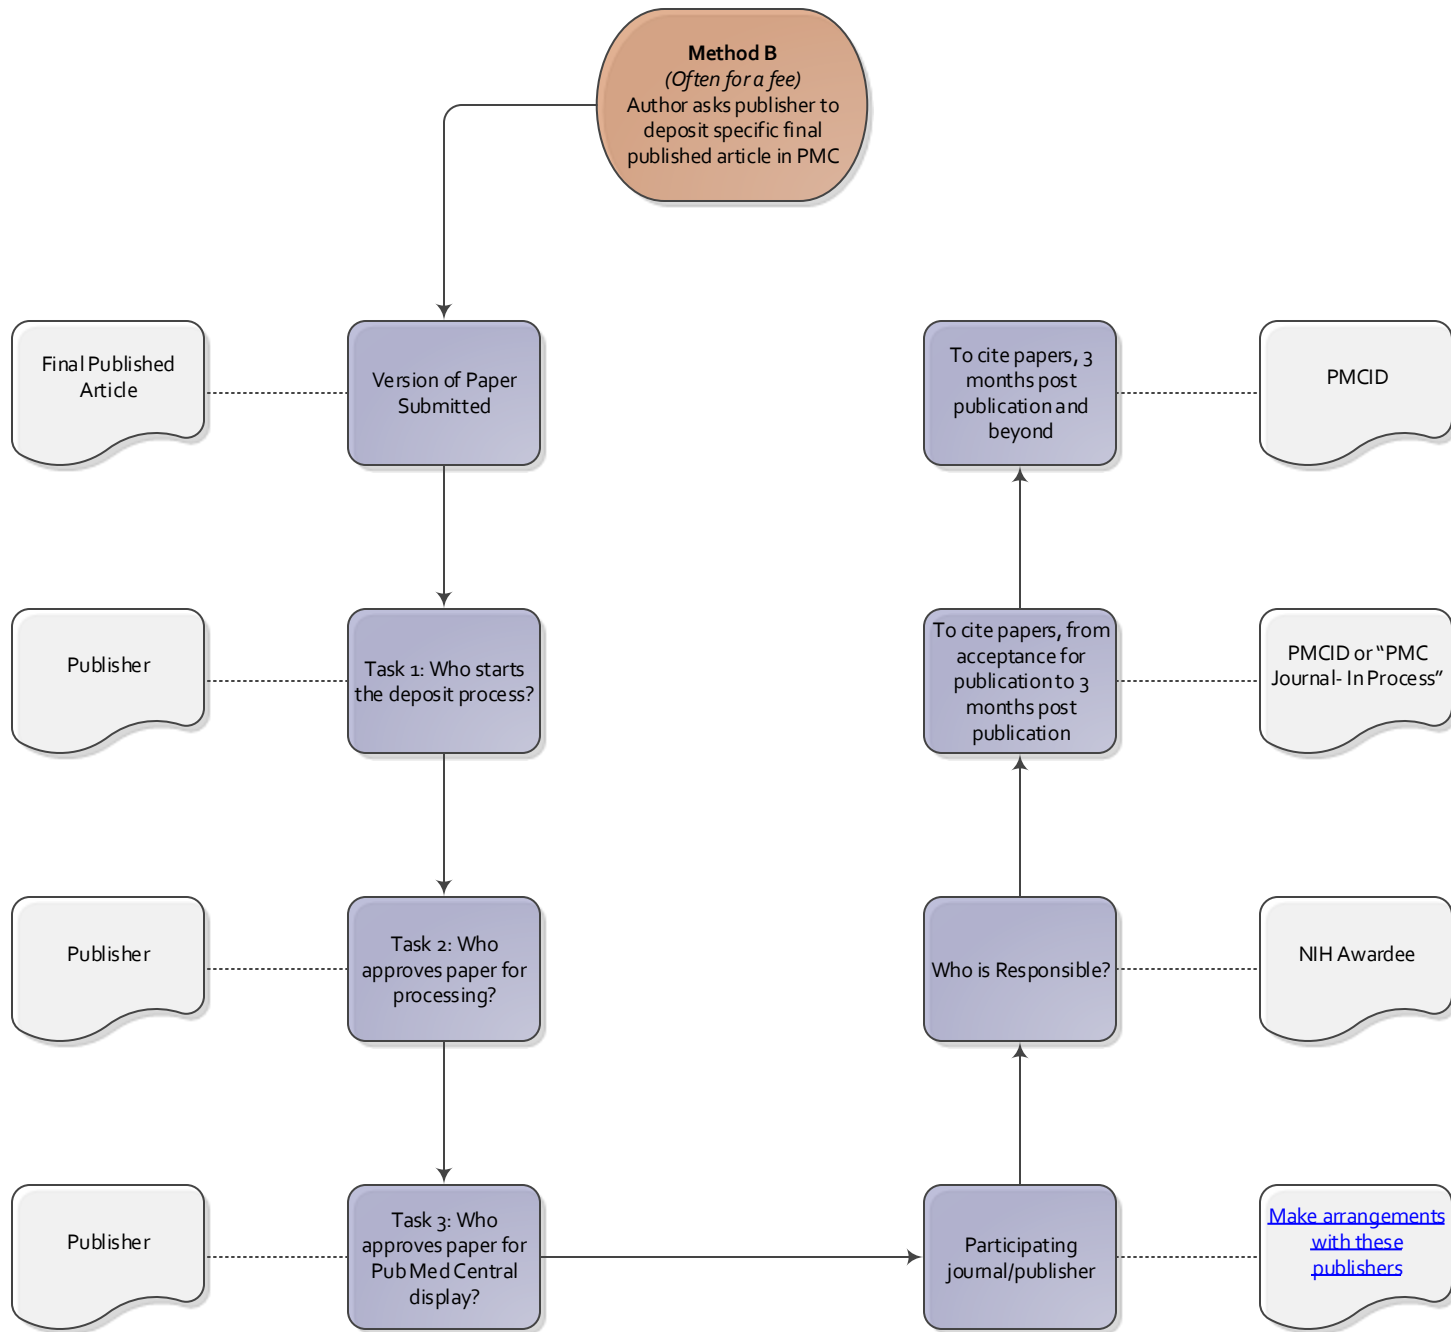 Method B
(Often for a fee)
Author asks publisher to
deposit specific final
published article in PMC
Final Published
Article
Version of Paper
Submitted
To cite papers, 3
months post
publication and
beyond
PMCID
Publisher
Task 1: Who starts
the deposit process?
To cite papers, from
acceptance for
publication to 3
months post
publication
PMCID or “PMC
Journal- In Process”
Publisher
Task 2: Who
approves paper for
processing?
Who is Responsible?
NIH Awardee
Publisher
Task 3: Who
approves paper for
PubMed Central
display?
Participating
journal/publisher
Make arrangements
with these
publishers